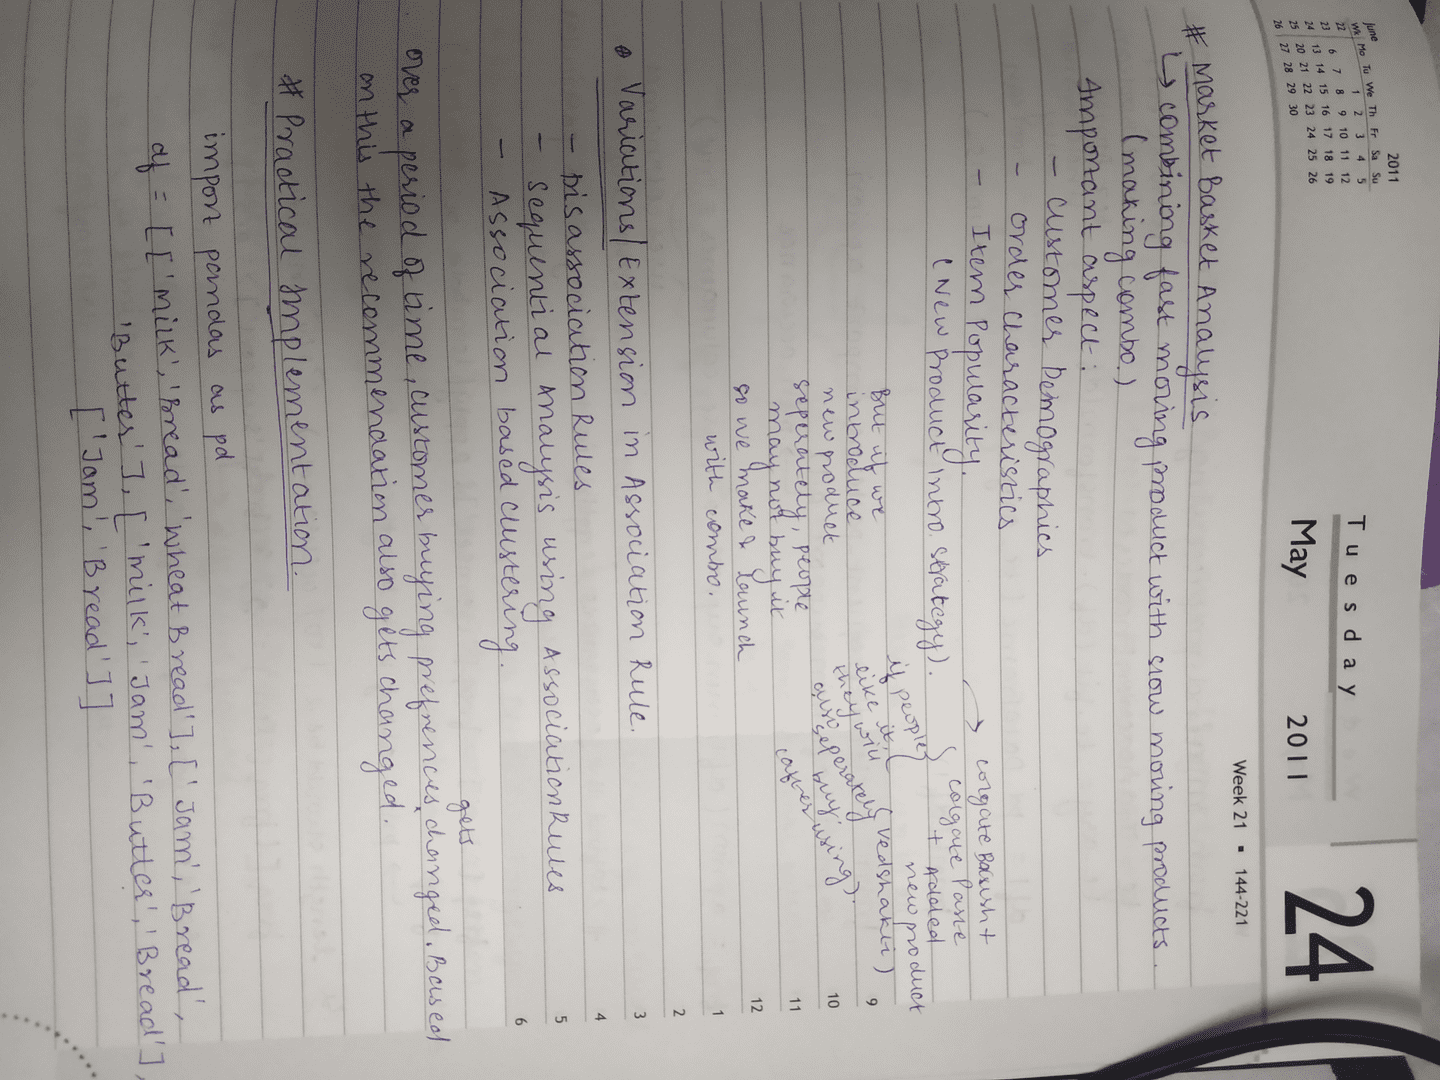 June 2011
Wk Mo Tu We Th Fr Sa Su
22 1 2 3 4 5
23 6 7 8 9 10 11 12
24 13 14 15 16 17 18 19
25 20 21 22 23 24 25 26
26 27 28 29 30
Tuesday
May 2011
24
Week 21 ▪ 144-221
# Market Basket Analysis
↳ combining fast moving product with slow moving products.
(making combo.)
Important aspect:
- customer Demographics
- order characteristics
- Item Popularity.
(New Product Intro. strategy).
→ colgate Brush +
colgate Paste
+ Added
new product
(vedshakti)
if people
like it,
they will
also seperately
buy
after using).
But if we
introduce
new product
seperately, people
may not buy it
so we make & launch
with combo.
9
10
11
12
1
2
3
4
5
6
Variations/Extension in Association Rule.
- Disassociation Rules
- Sequential Analysis using Association Rules
- Association based clustering.
gets
over a period of time, customer buying prefrences changed. Based
on this the recommendation also gets changed.
# Practical Implementation.
import pandas as pd
df = [['Milk', 'Bread', 'Wheat Bread'], ['Jam', 'Bread',
'Butter'], ['milk', 'Jam', 'Butter', 'Bread'],
['Jam', 'Bread']]